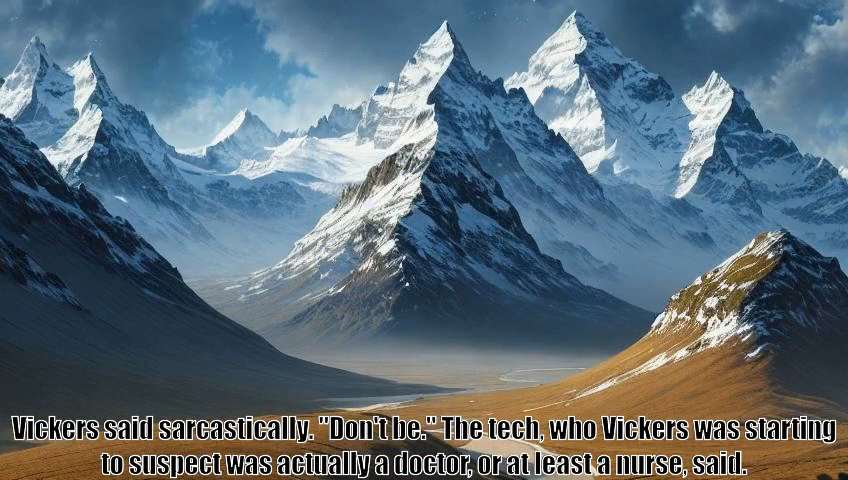 Vickers said sarcastically. "Don't be." The tech, who Vickers was starting
to suspect was actually a doctor, or at least a nurse, said.